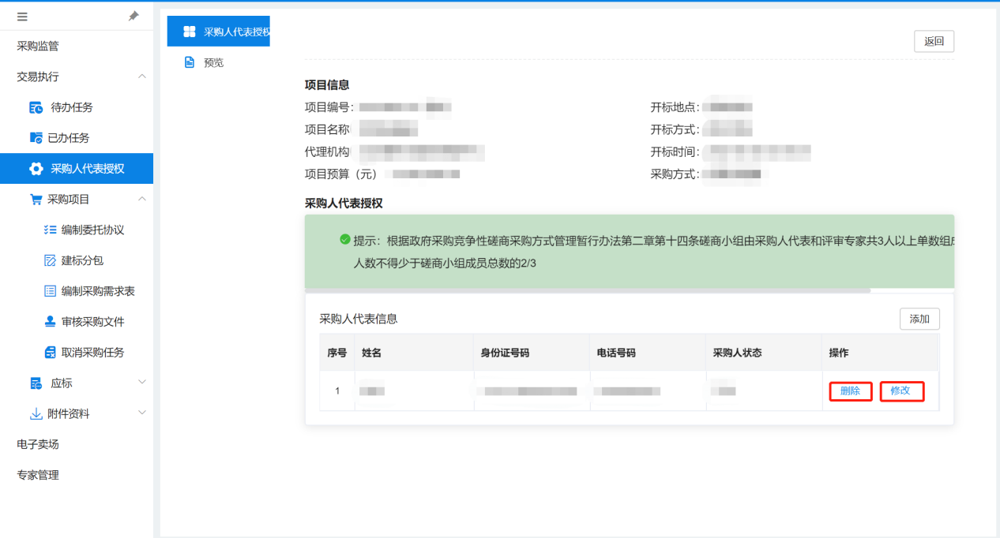 采购监管
交易执行
待办任务
已办任务
采购人代表授权
采购项目
编制委托协议
建标分包
编制采购需求表
审核采购文件
取消采购任务
应标
附件资料
电子卖场
专家管理
采购人代表授权
预览
返回
项目信息
项目编号：
开标地点：
项目名称
开标方式：
代理机构
开标时间：
项目预算（元）
采购方式：
采购人代表授权
提示：根据政府采购竞争性磋商采购方式管理暂行办法第二章第十四条磋商小组由采购人代表和评审专家共3人以上单数组成
人数不得少于磋商小组成员总数的2/3
采购人代表信息
添加
序号 姓名 身份证号码 电话号码 采购人状态 操作
1 删除 修改